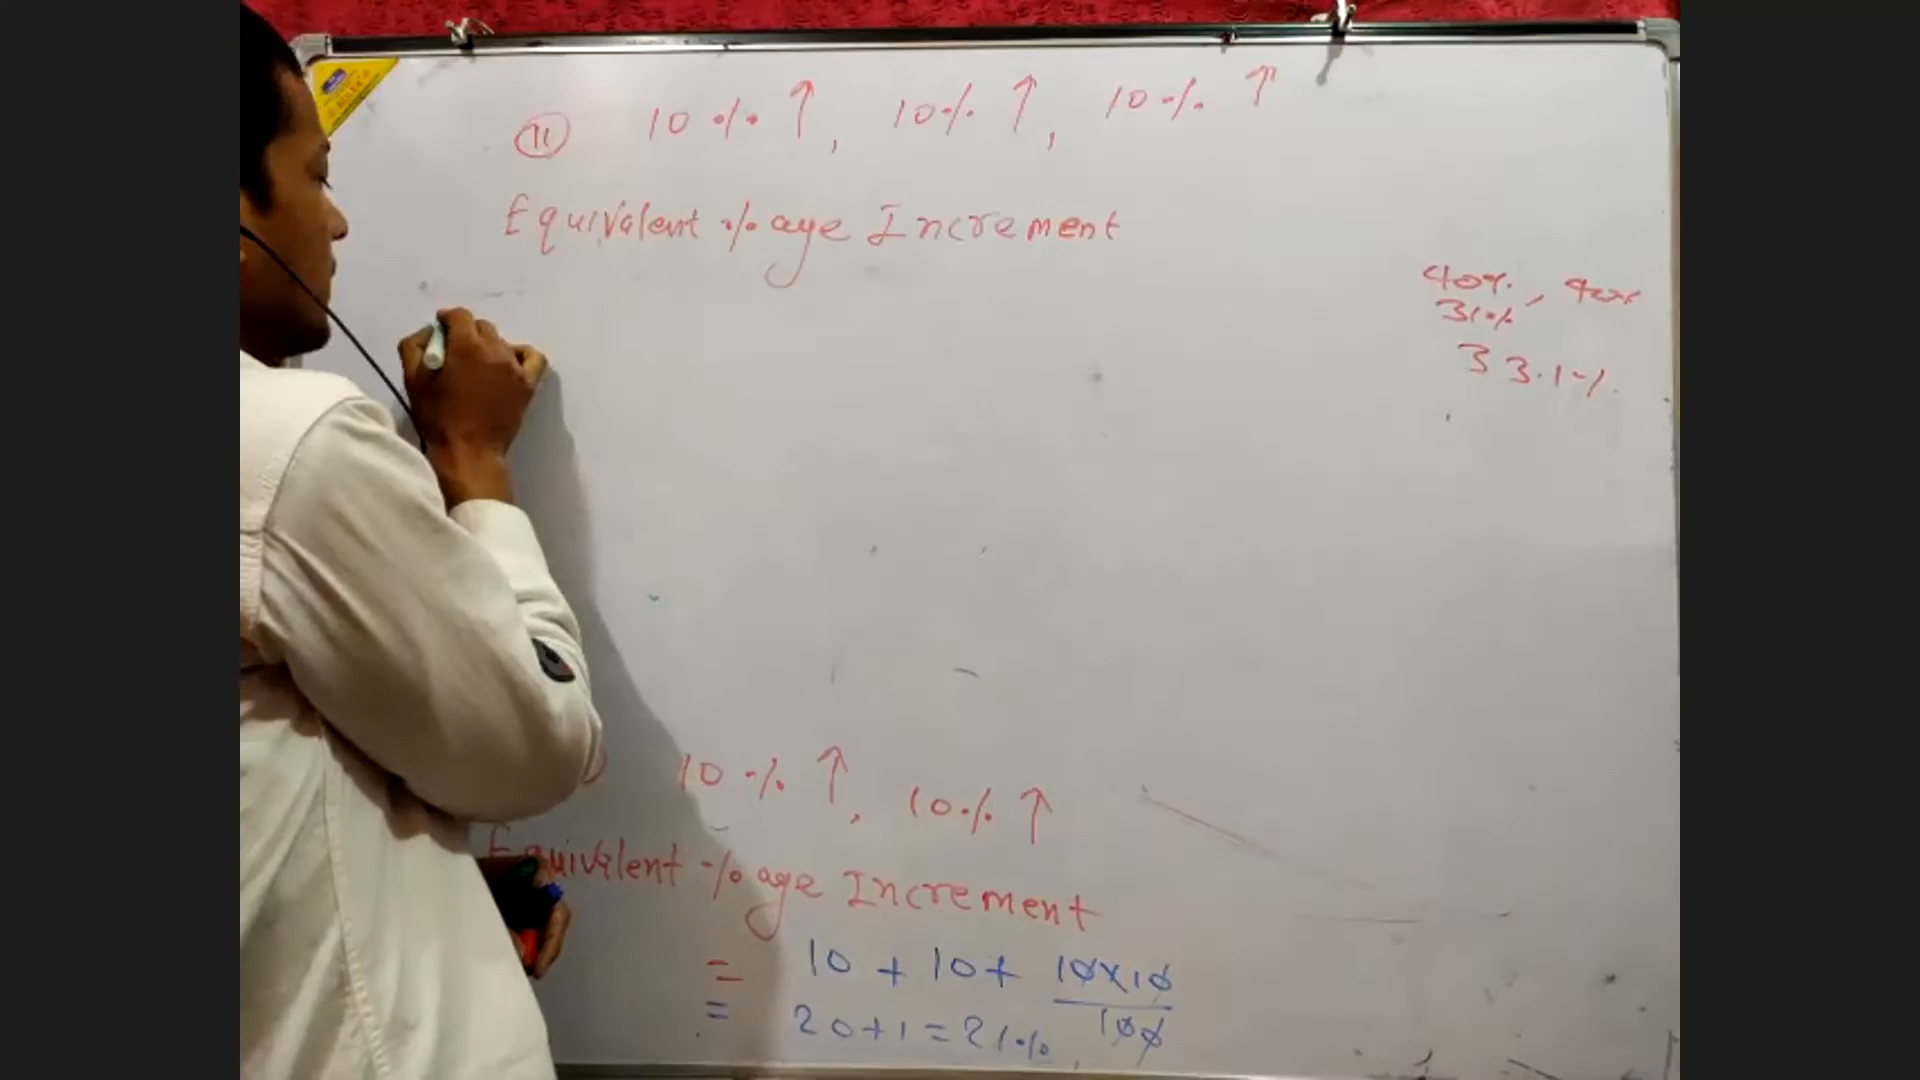 11 10%↑, 10%↑, 10%↑
Equivalent %age Increment
40%, 40%
31%
33.1%
10%↑, 10%↑
Equivalent %age Increment
= 10 + 10 + 10×10/100
= 20+1=21%